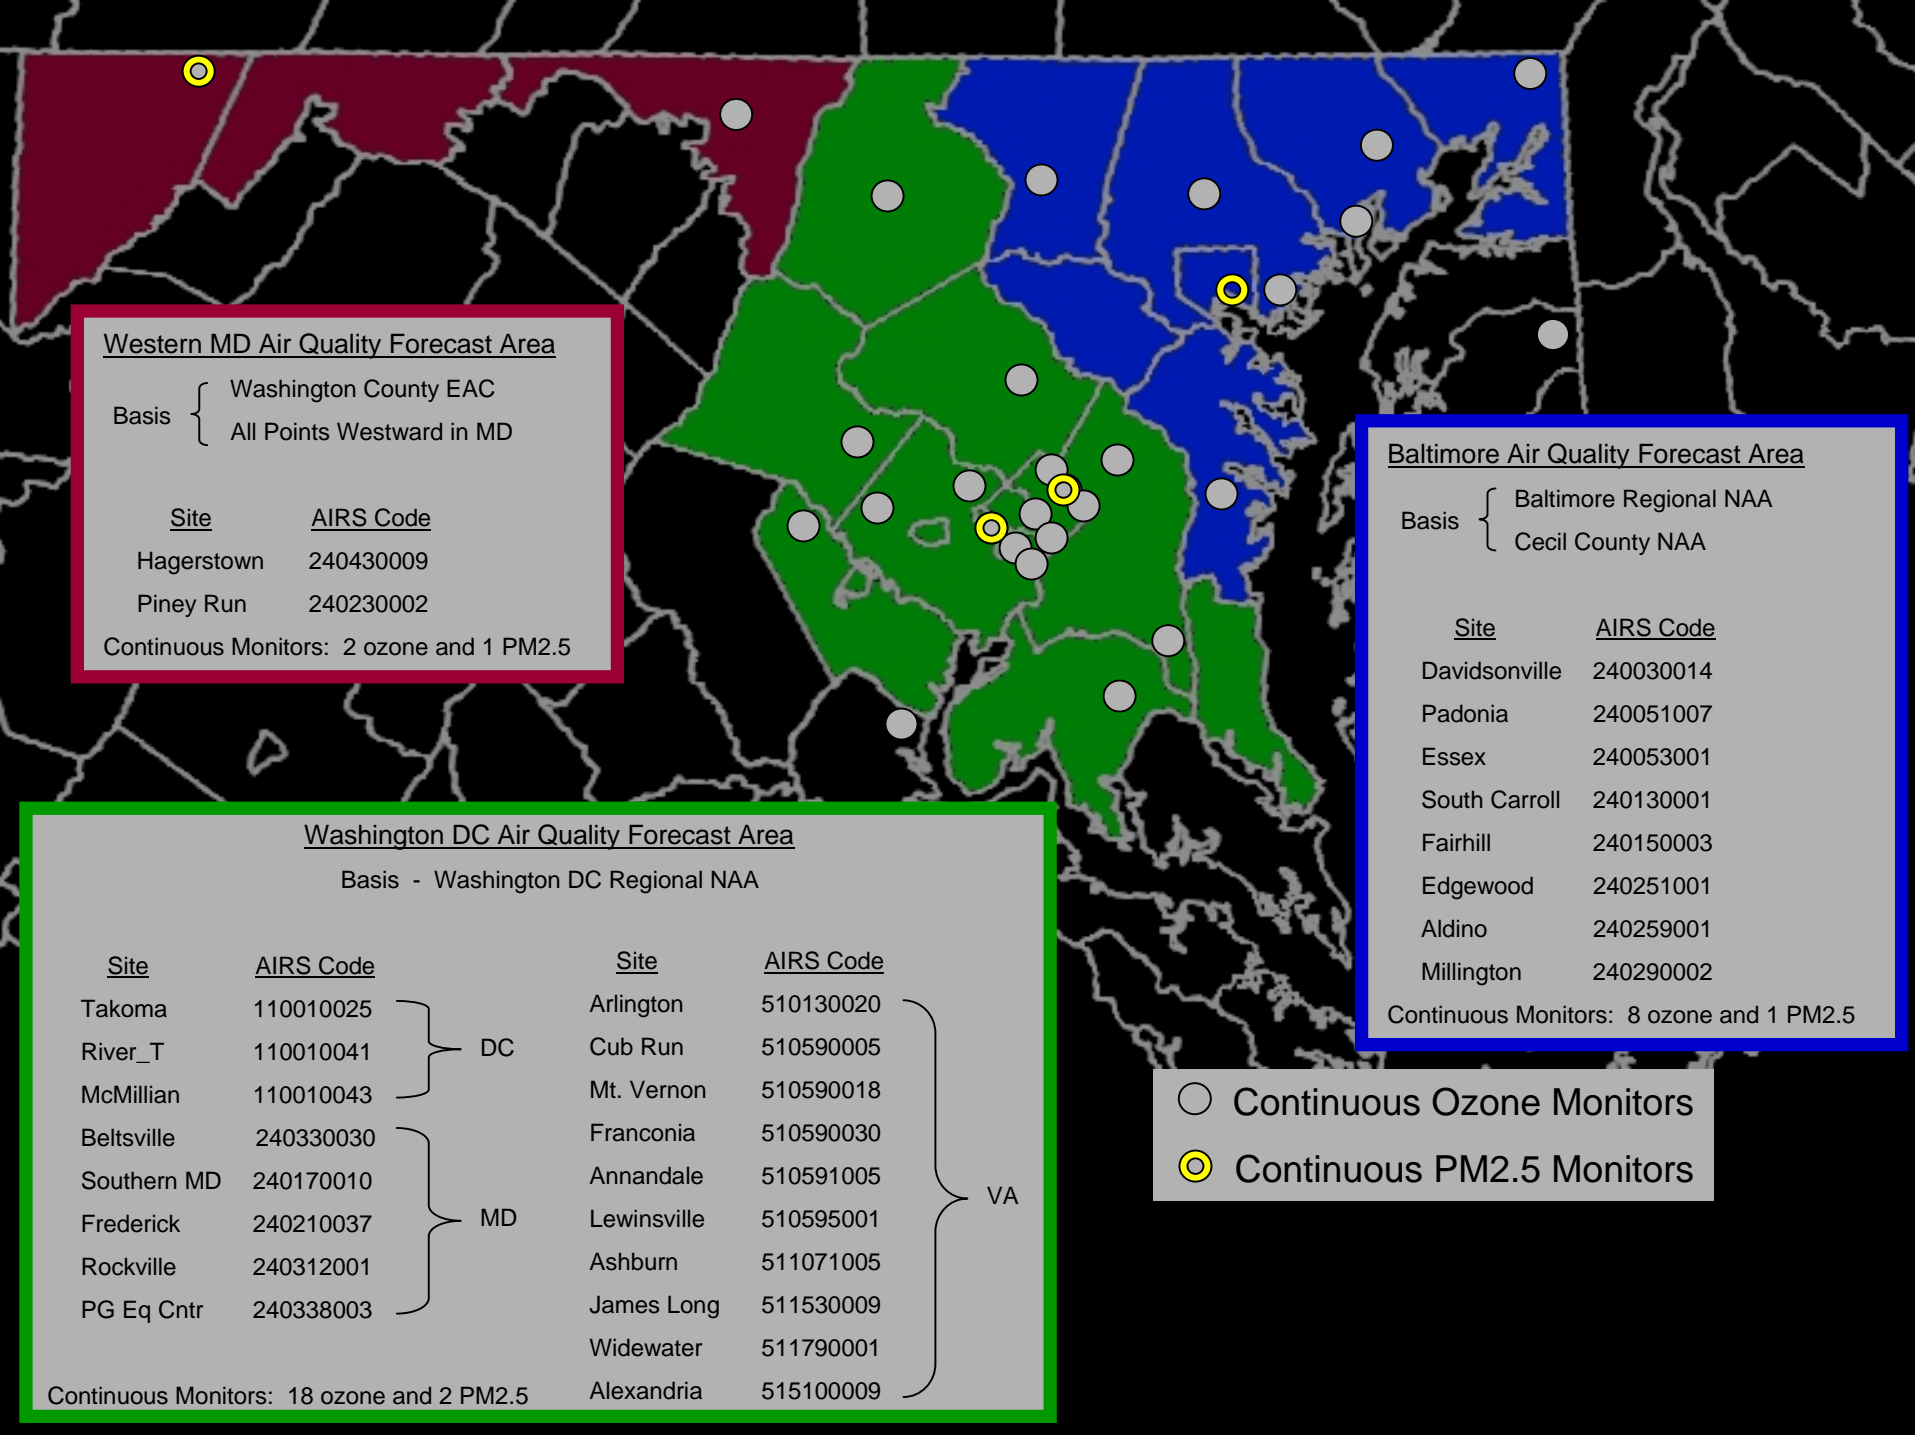 Western MD Air Quality Forecast Area
Basis
Washington County EAC
All Points Westward in MD
Site AIRS Code
Hagerstown 240430009
Piney Run 240230002
Continuous Monitors: 2 ozone and 1 PM2.5
Baltimore Air Quality Forecast Area
Basis
Baltimore Regional NAA
Cecil County NAA
Site AIRS Code
Davidsonville 240030014
Padonia 240051007
Essex 240053001
South Carroll 240130001
Fairhill 240150003
Edgewood 240251001
Aldino 240259001
Millington 240290002
Continuous Monitors: 8 ozone and 1 PM2.5
Washington DC Air Quality Forecast Area
Basis - Washington DC Regional NAA
Site AIRS Code
Takoma 110010025
River_T 110010041
McMillian 110010043
DC
Beltsville 240330030
Southern MD 240170010
Frederick 240210037
Rockville 240312001
PG Eq Cntr 240338003
MD
Continuous Monitors: 18 ozone and 2 PM2.5
Site AIRS Code
Arlington 510130020
Cub Run 510590005
Mt. Vernon 510590018
Franconia 510590030
Annandale 510591005
Lewinsville 510595001
Ashburn 511071005
James Long 511530009
Widewater 511790001
Alexandria 515100009
VA
Continuous Ozone Monitors
Continuous PM2.5 Monitors